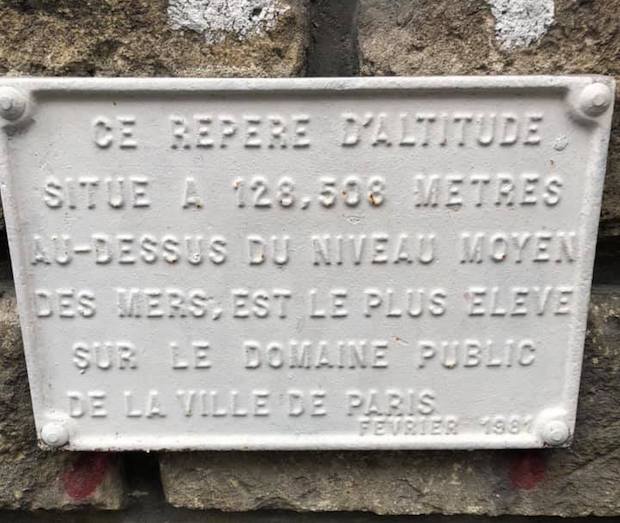 CE REPERE D'ALTITUDE
SITUE A 128,508 METRES
AU-DESSUS DU NIVEAU MOYEN
DES MERS, EST LE PLUS ELEVE
SUR LE DOMAINE PUBLIC
DE LA VILLE DE PARIS
FEVRIER 1981